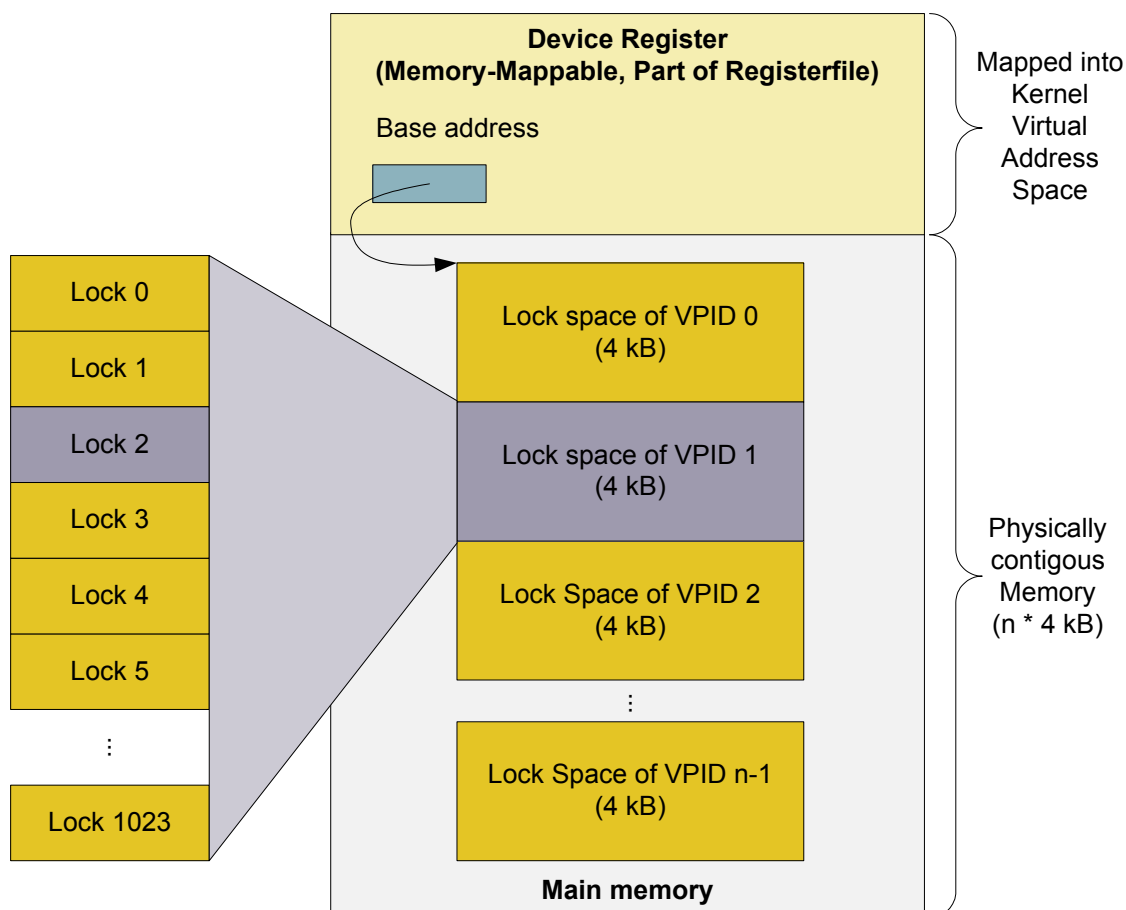 Device Register
(Memory-Mappable, Part of Registerfile)
Base address
Mapped into
Kernel
Virtual
Address
Space
Lock 0
Lock 1
Lock 2
Lock 3
Lock 4
Lock 5
...
Lock 1023
Lock space of VPID 0
(4 kB)
Lock space of VPID 1
(4 kB)
Lock Space of VPID 2
(4 kB)
...
Lock Space of VPID n-1
(4 kB)
Main memory
Physically
contigous
Memory
(n * 4 kB)